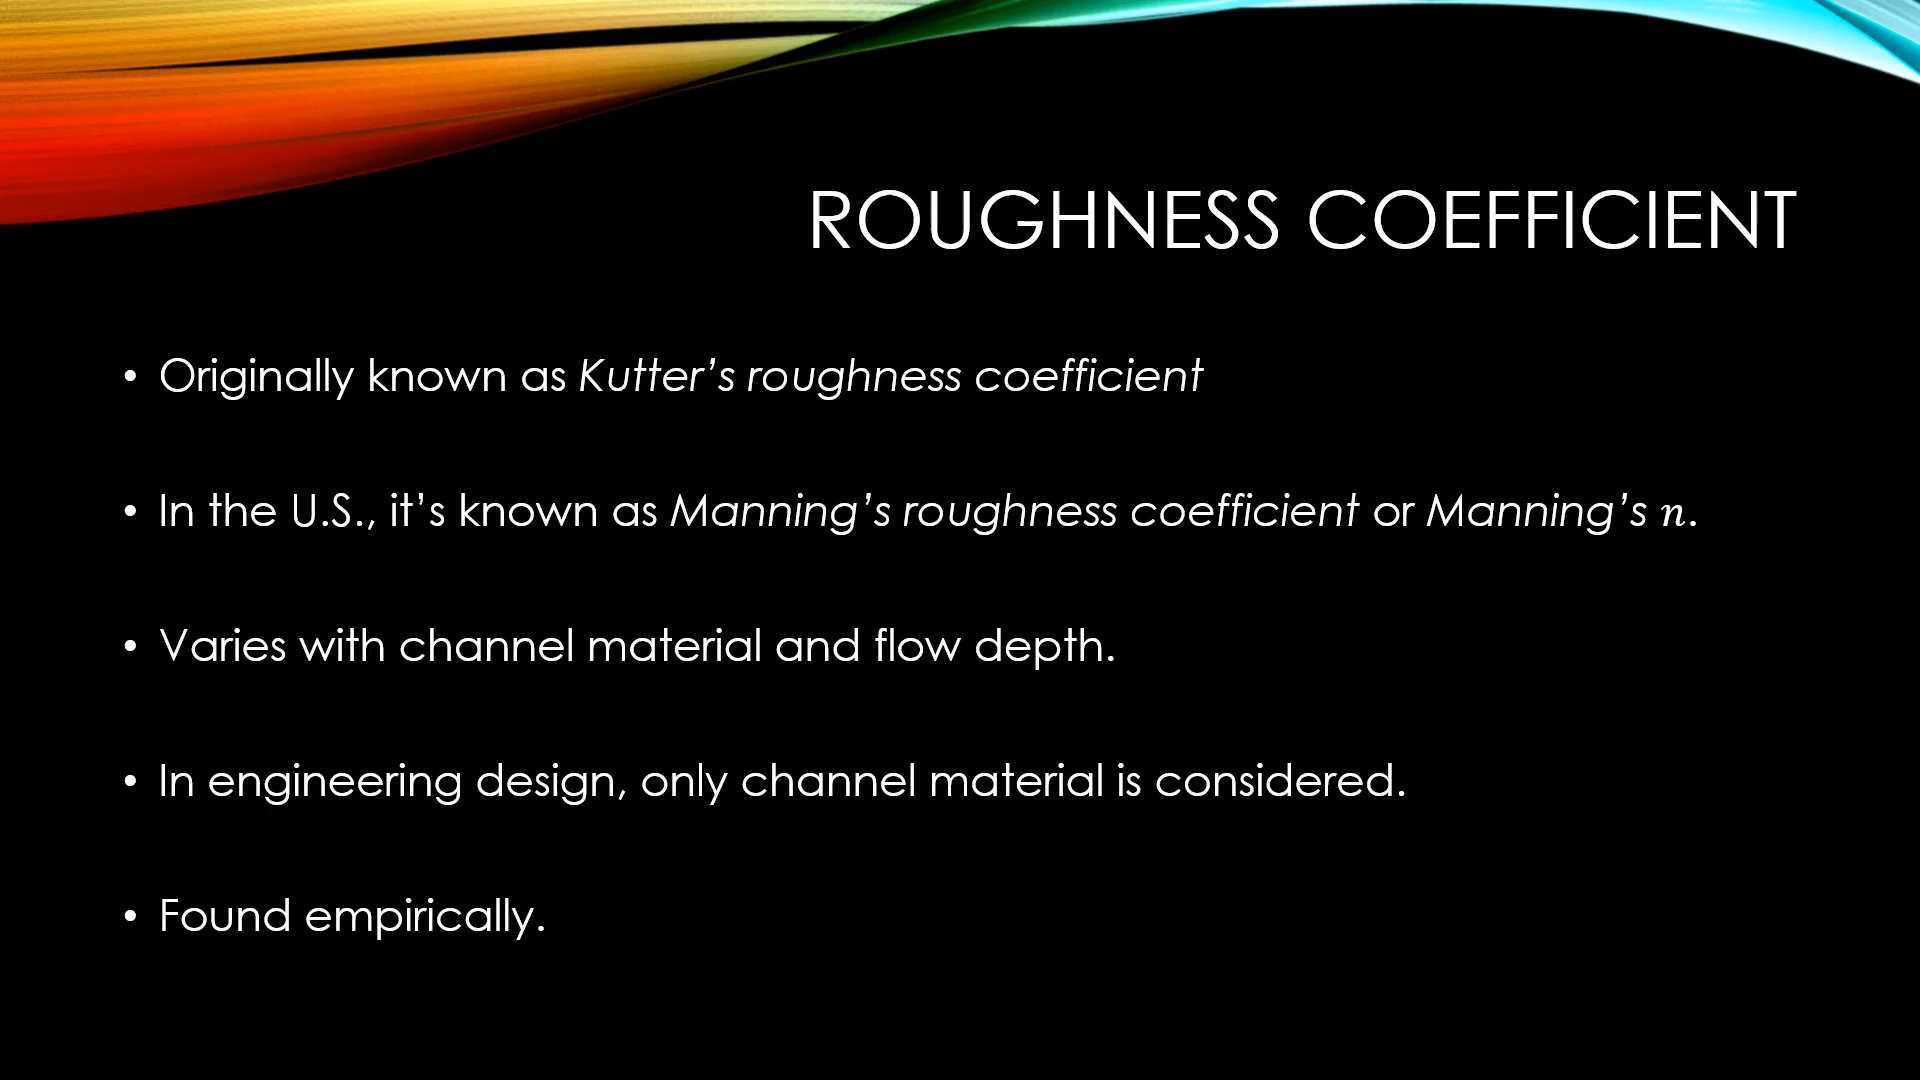 ROUGHNESS COEFFICIENT
• Originally known as Kutter’s roughness coefficient
• In the U.S., it’s known as Manning’s roughness coefficient or Manning’s n.
• Varies with channel material and flow depth.
• In engineering design, only channel material is considered.
• Found empirically.